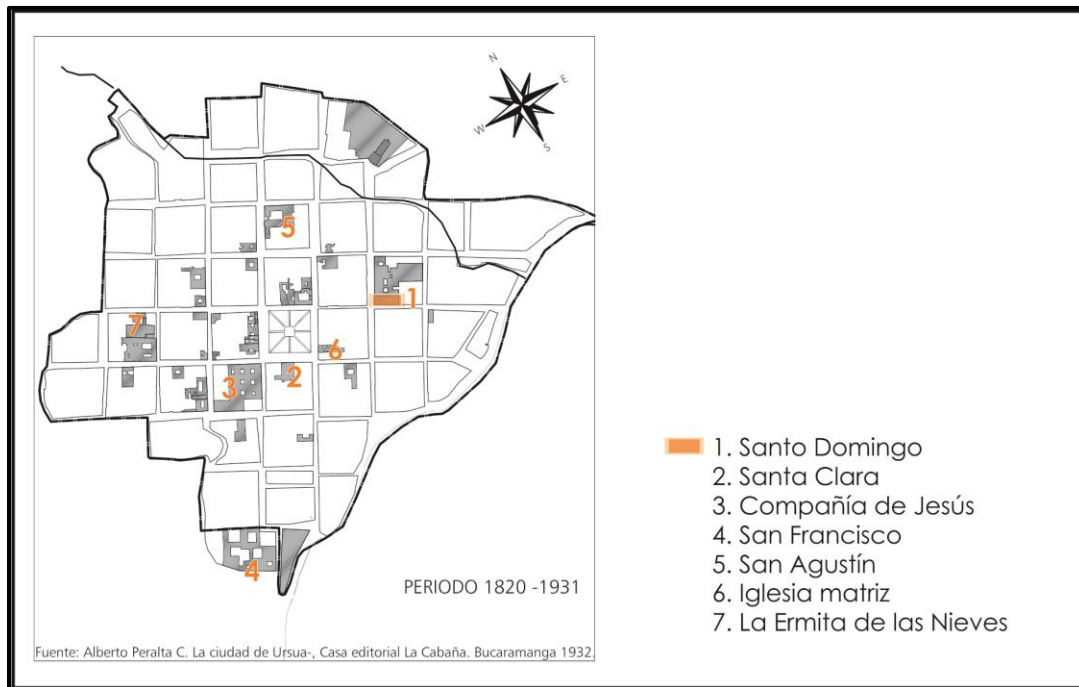 N
E
W
S
5
1
7
6
3
2
4
PERIODO 1820 -1931
Fuente: Alberto Peralta C. La ciudad de Ursua-, Casa editorial La Cabaña. Bucaramanga 1932.
1. Santo Domingo
2. Santa Clara
3. Compañía de Jesús
4. San Francisco
5. San Agustín
6. Iglesia matriz
7. La Ermita de las Nieves